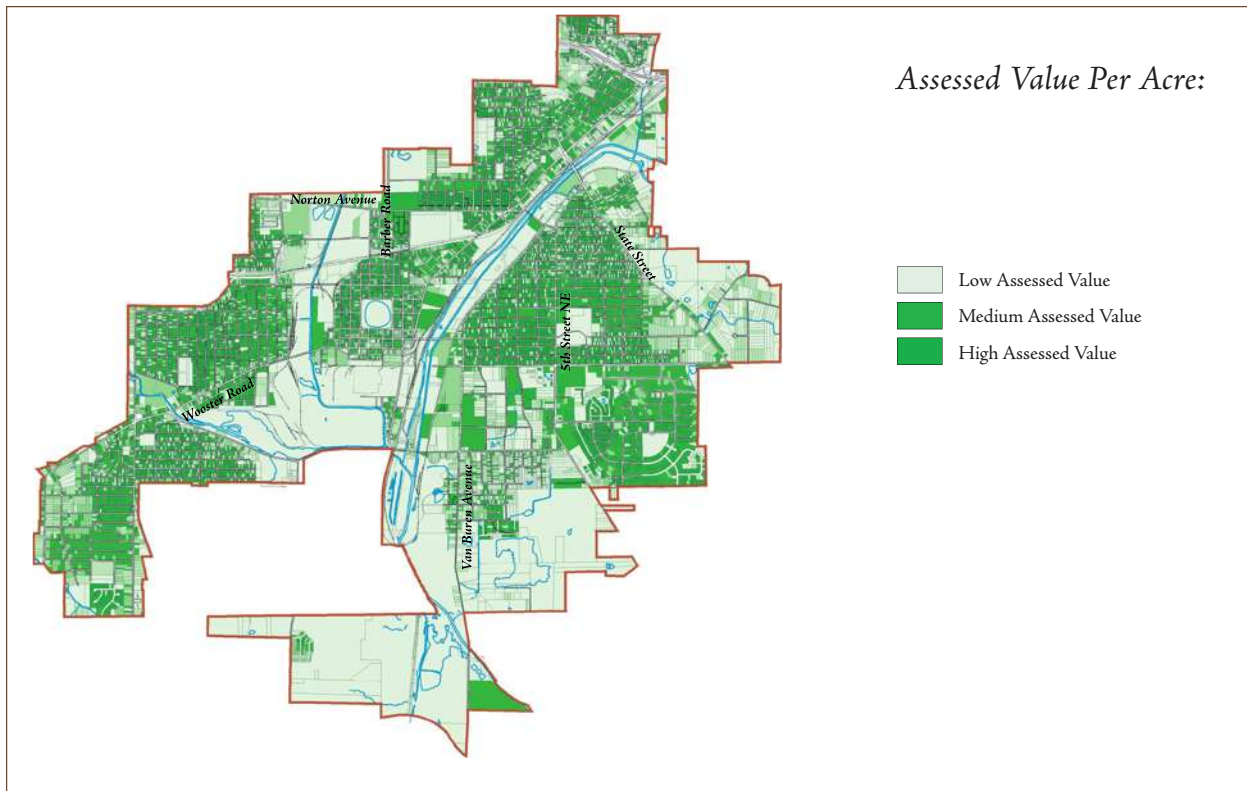 Assessed Value Per Acre:
Norton Avenue
Barber Road
State Street
Low Assessed Value
Medium Assessed Value
5th Street NE
High Assessed Value
Wooster Road
Van Buren Avenue